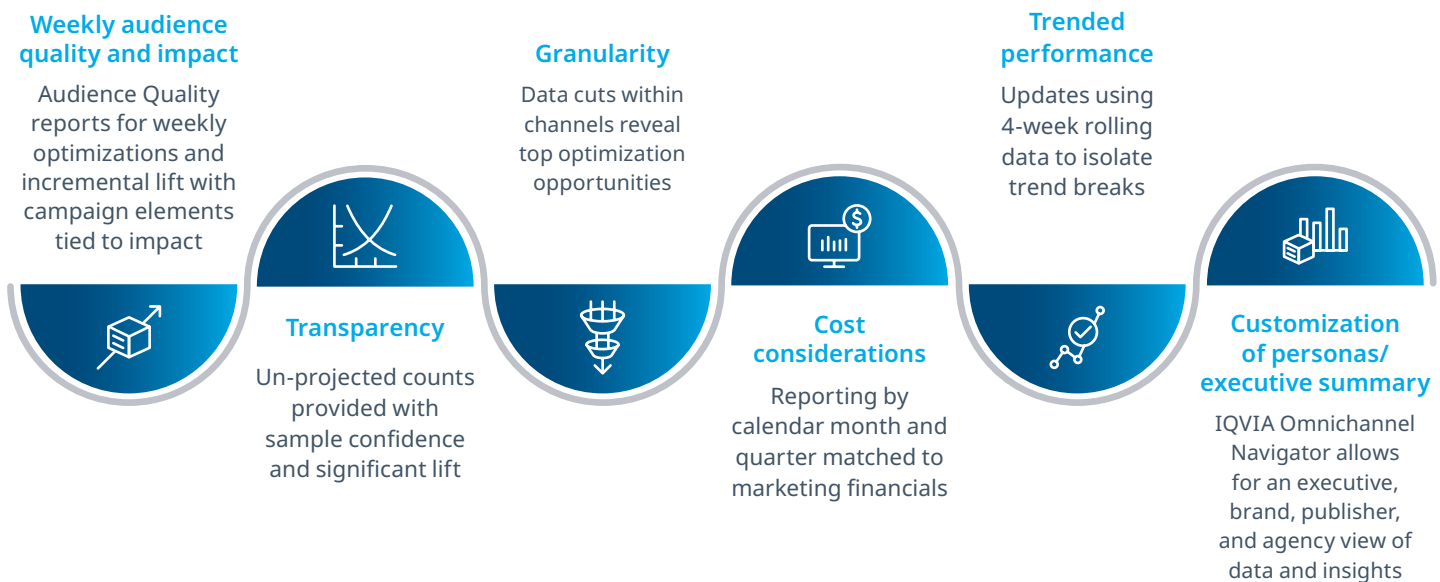 Weekly audience
quality and impact
Audience Quality
reports for weekly
optimizations and
incremental lift with
campaign elements
tied to impact
Transparency
Un-projected counts
provided with
sample confidence
and significant lift
Granularity
Data cuts within
channels reveal
top optimization
opportunities
$
Cost
considerations
Reporting by
calendar month and
quarter matched to
marketing financials
Trended
performance
Updates using
4-week rolling
data to isolate
trend breaks
Customization
of personas/
executive summary
IQVIA Omnichannel
Navigator allows
for an executive,
brand, publisher,
and agency view of
data and insights